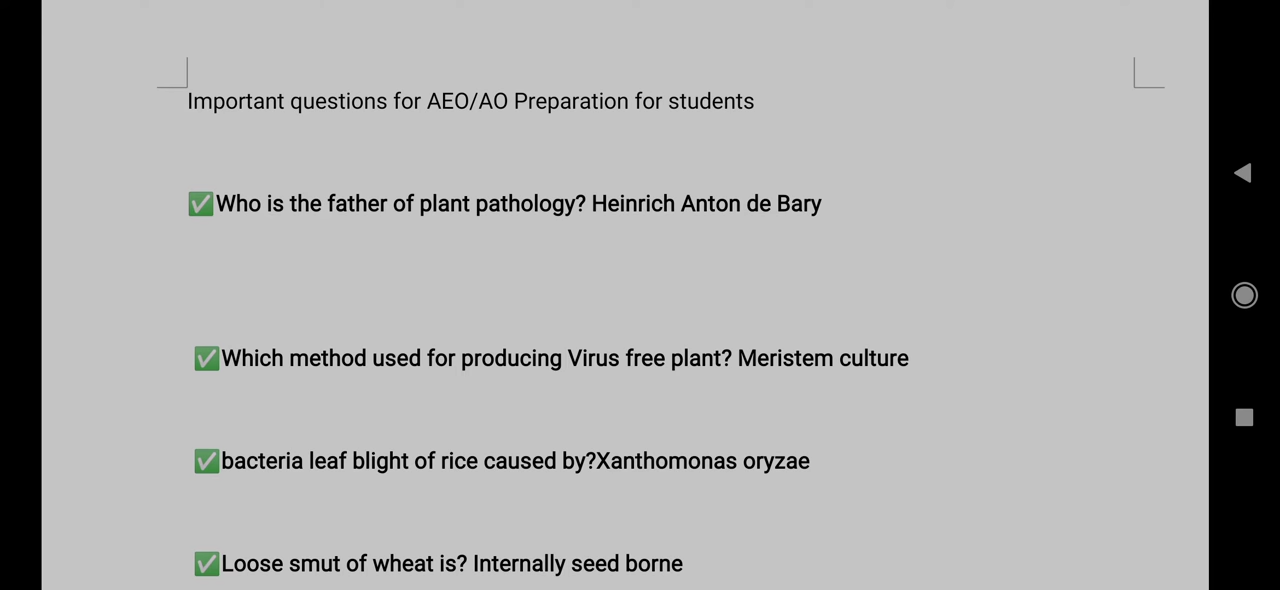 Important questions for AEO/AO Preparation for students
✅Who is the father of plant pathology? Heinrich Anton de Bary
✅Which method used for producing Virus free plant? Meristem culture
✅bacteria leaf blight of rice caused by?Xanthomonas oryzae
✅Loose smut of wheat is? Internally seed borne